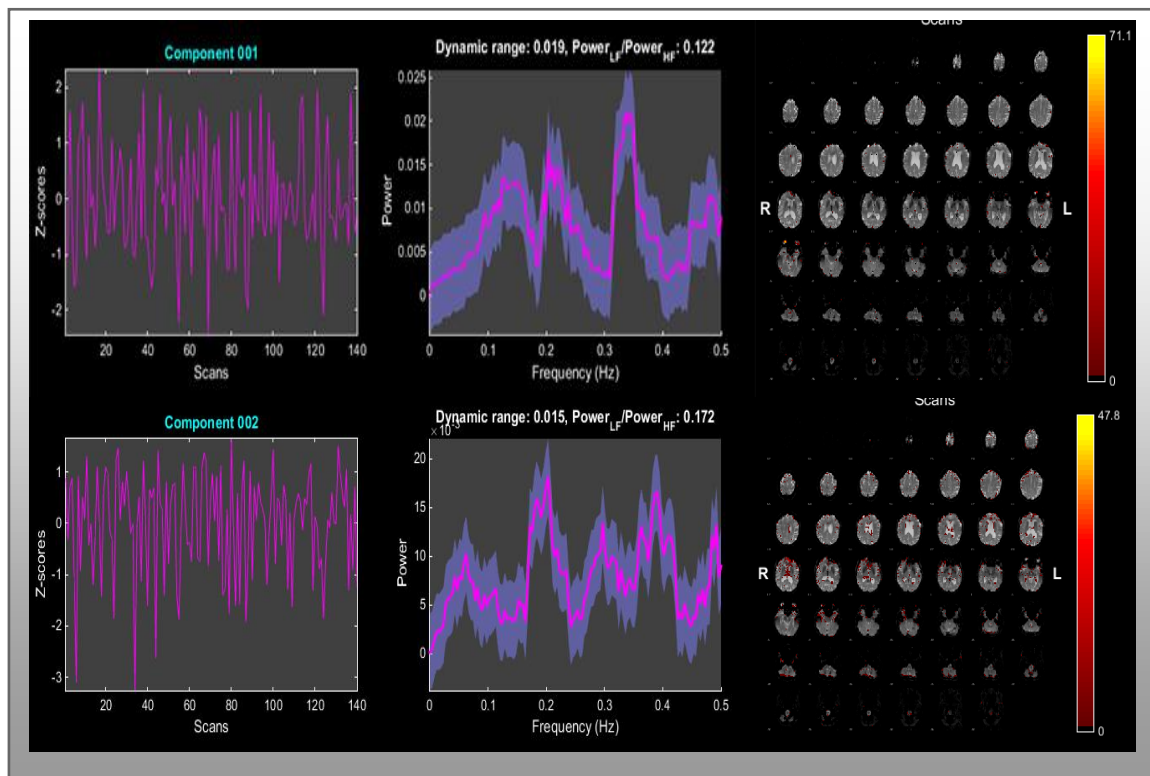 Component 001
Z-scores
2
1
0
-1
-2
20 40 60 80 100 120 140
Scans
Dynamic range: 0.019, Power_LF/Power_HF: 0.122
Power
0.025
0.02
0.015
0.01
0.005
0
0 0.1 0.2 0.3 0.4 0.5
Frequency (Hz)
Scans
R
L
71.1
0
Component 002
Z-scores
1
0
-1
-2
-3
20 40 60 80 100 120 140
Scans
Dynamic range: 0.015, Power_LF/Power_HF: 0.172
Power
20
15
10
5
0
0 0.1 0.2 0.3 0.4 0.5
Frequency (Hz)
Scans
R
L
47.8
0